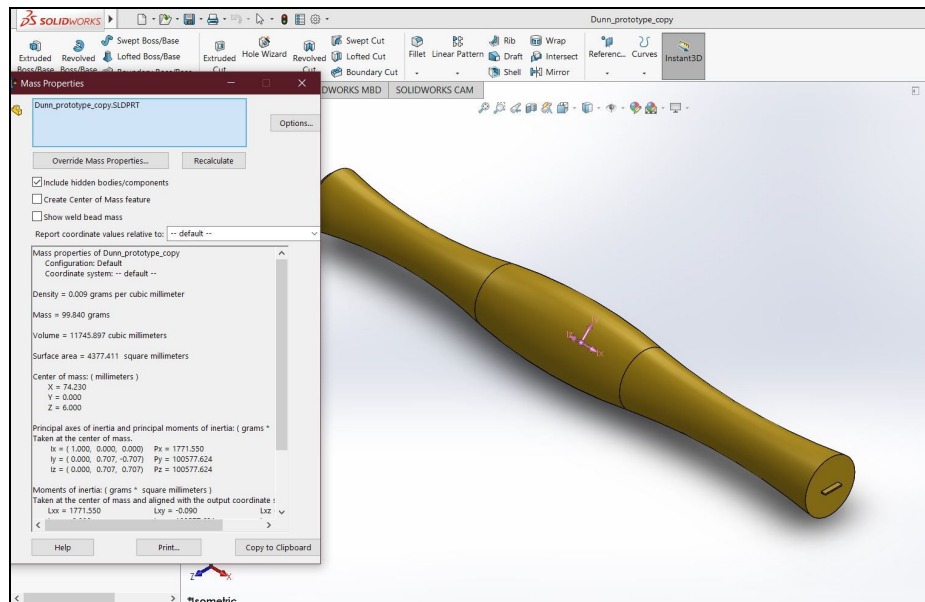 SOLIDWORKS
Dunn_prototype_copy
Extruded Boss/Base
Revolved Boss/Base
Swept Boss/Base
Lofted Boss/Base
Extruded Cut
Hole Wizard
Revolved Cut
Swept Cut
Lofted Cut
Boundary Cut
Fillet
Linear Pattern
Rib
Draft
Shell
Wrap
Intersect
Mirror
Referenc...
Curves
Instant3D
DWORKS MBD
SOLIDWORKS CAM
Mass Properties
Dunn_prototype_copy.SLDPRT
Options...
Override Mass Properties...
Recalculate
Include hidden bodies/components
Create Center of Mass feature
Show weld bead mass
Report coordinate values relative to: -- default --
Mass properties of Dunn_prototype_copy
Configuration: Default
Coordinate system: -- default --
Density = 0.009 grams per cubic millimeter
Mass = 99.840 grams
Volume = 11745.897 cubic millimeters
Surface area = 4377.411 square millimeters
Center of mass: ( millimeters )
X = 74.230
Y = 0.000
Z = 6.000
Principal axes of inertia and principal moments of inertia: ( grams *
Taken at the center of mass.
Ix = ( 1.000, 0.000, 0.000) Px = 1771.550
Iy = ( 0.000, 0.707, -0.707) Py = 100577.624
Iz = ( 0.000, 0.707, 0.707) Pz = 100577.624
Moments of inertia: ( grams * square millimeters )
Taken at the center of mass and aligned with the output coordinate
Lxx = 1771.550 Lxy = -0.090 Lxz
Help
Print...
Copy to Clipboard
Iy
Iz
Ix
Z
X
*Isometric